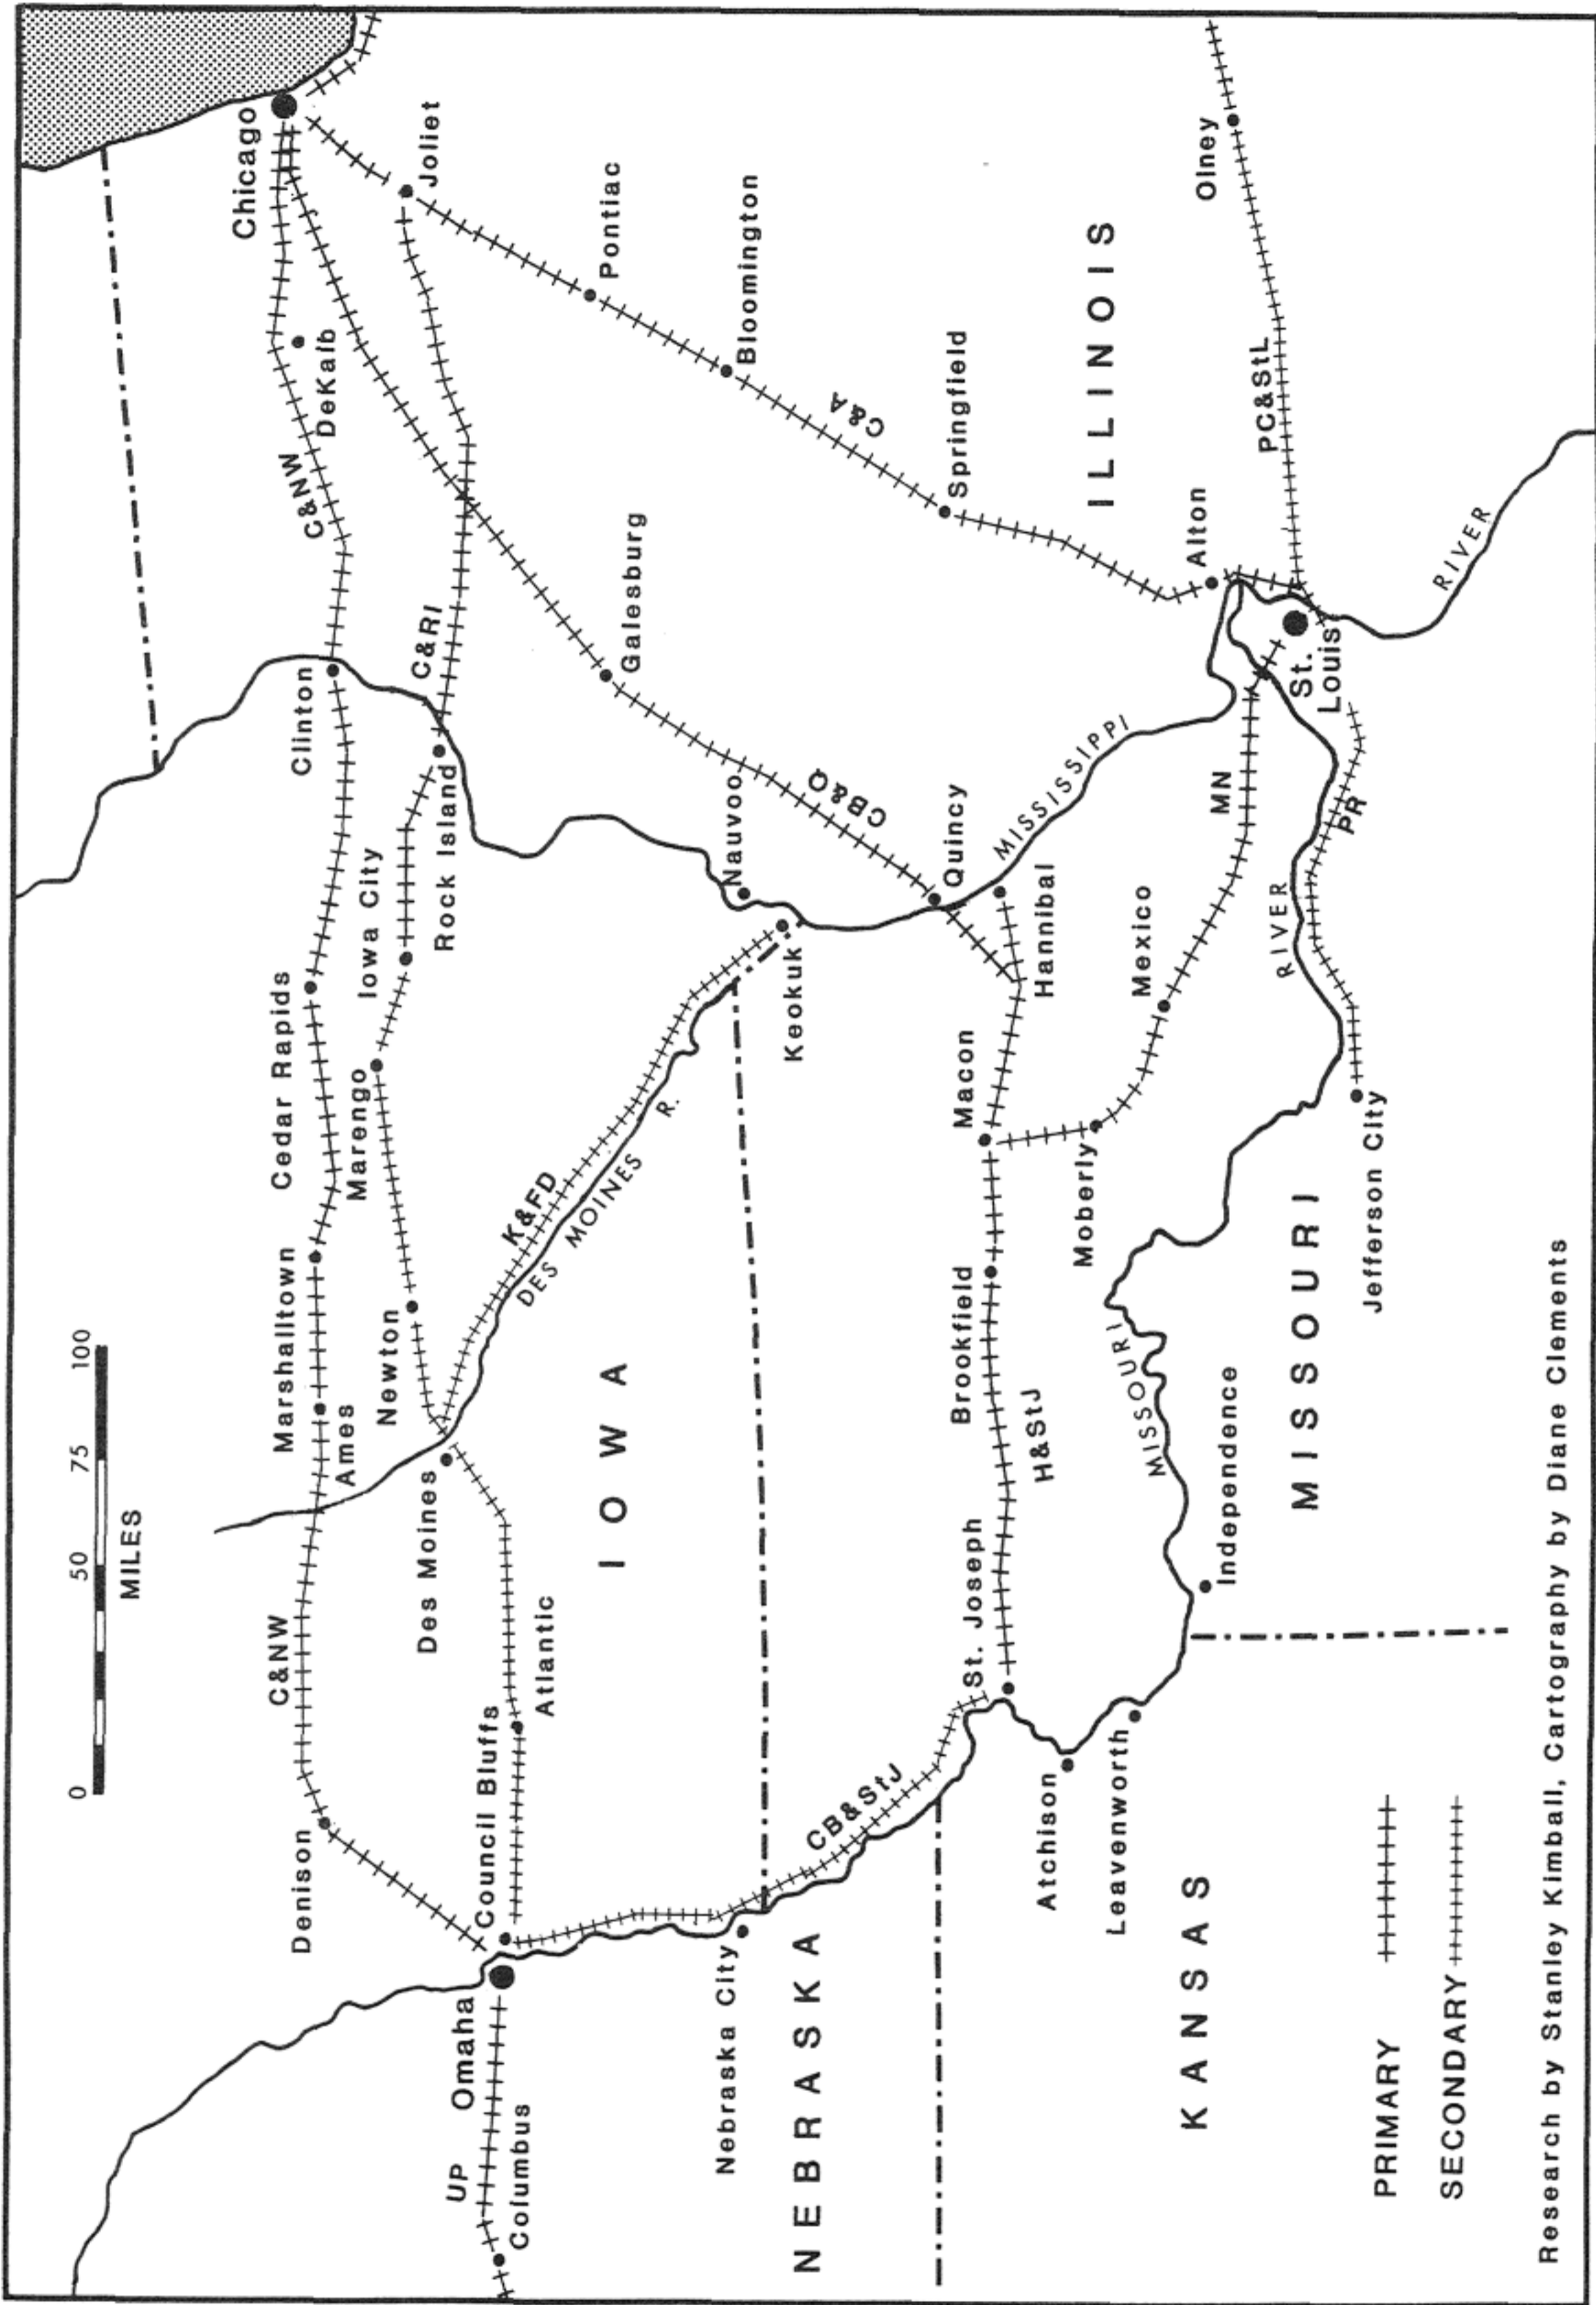 0 50 75 100
MILES
Chicago
DeKalb
C&NW
Clinton
Cedar Rapids
Marshalltown
Ames
C&NW
Denison
Joliet
C&RI
Rock Island
Iowa City
Marengo
Newton
Des Moines
Atlantic
Council Bluffs
Omaha
UP
Columbus
Pontiac
Bloomington
C&A
Springfield
Galesburg
CB&Q
Nauvoo
Keokuk
K&FD
DES MOINES R.
IOWA
Quincy
MISSISSIPPI
RIVER
Hannibal
Macon
Brookfield
H&StJ
St. Joseph
CB&StJ
Nebraska City
NEBRASKA
ILLINOIS
Olney
PC&StL
Alton
St.
Louis
MN
Mexico
Moberly
PR
MISSOURI
RIVER
Jefferson City
Independence
MISSOURI
Atchison
Leavenworth
KANSAS
PRIMARY
SECONDARY
Research by Stanley Kimball, Cartography by Diane Clements